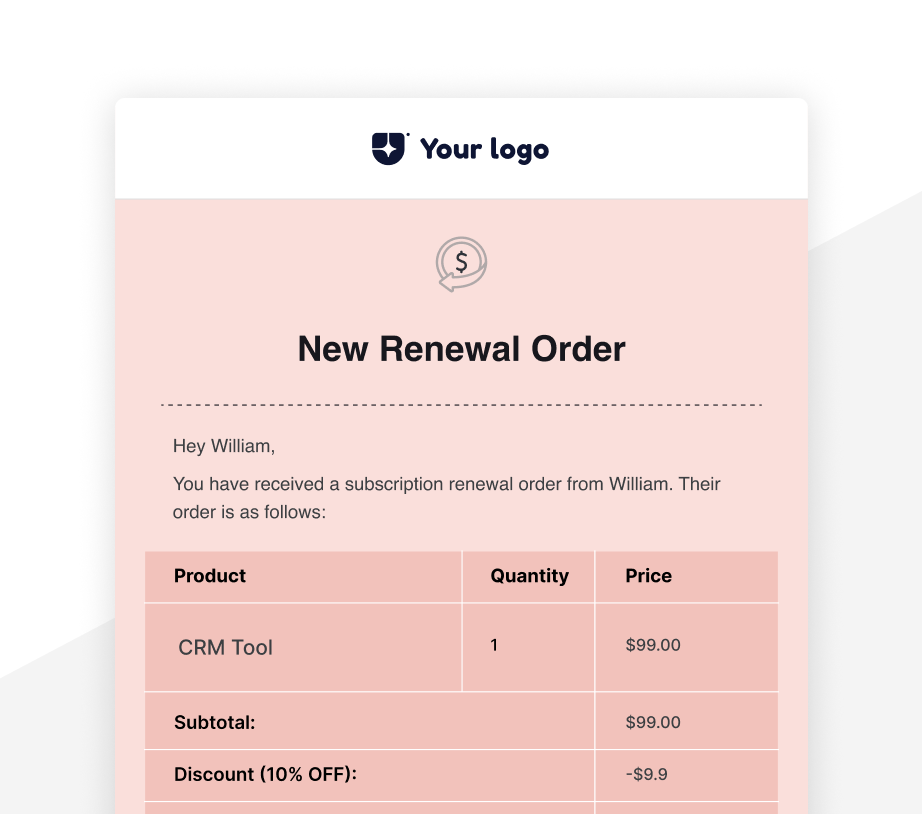 Your logo
$
New Renewal Order
Hey William,
You have received a subscription renewal order from William. Their
order is as follows:
Product Quantity Price
CRM Tool 1 $99.00
Subtotal: $99.00
Discount (10% OFF): -$9.9